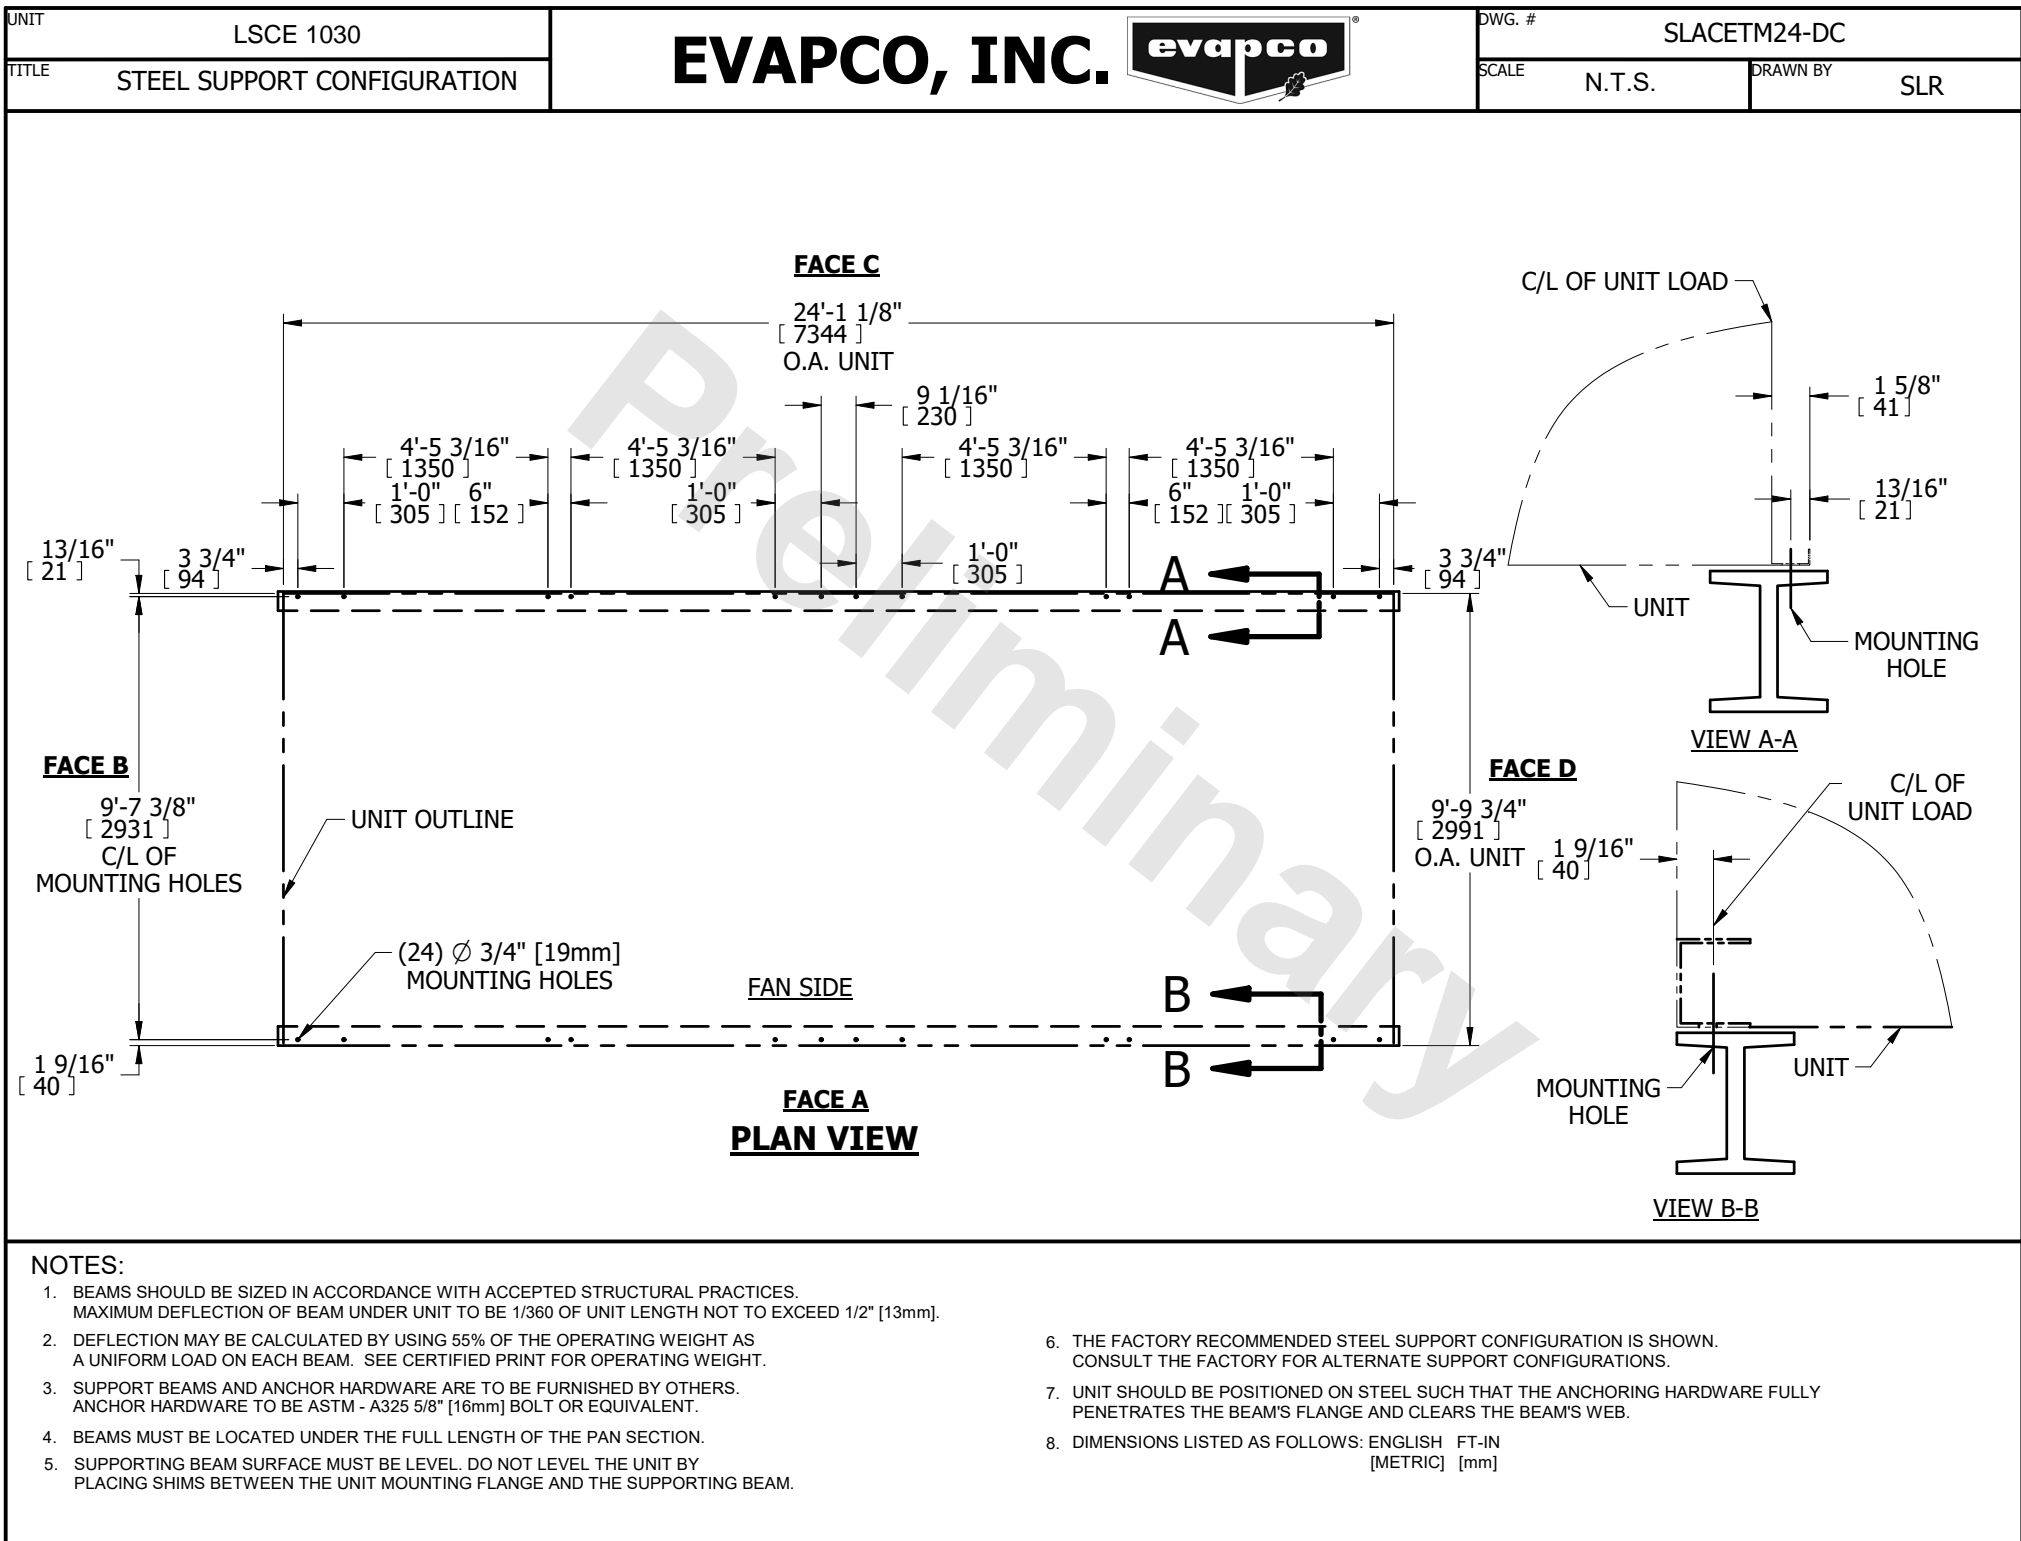 UNIT
LSCE 1030
TITLE
STEEL SUPPORT CONFIGURATION
EVAPCO, INC.
evapco
®
DWG. #
SLACETM24-DC
SCALE
N.T.S.
DRAWN BY
SLR
FACE C
24'-1 1/8"
[ 7344 ]
O.A. UNIT
9 1/16"
[ 230 ]
4'-5 3/16"
[ 1350 ]
4'-5 3/16"
[ 1350 ]
4'-5 3/16"
[ 1350 ]
4'-5 3/16"
[ 1350 ]
1'-0"
[ 305 ]
6"
[ 152 ]
1'-0"
[ 305 ]
6"
[ 152 ]
1'-0"
[ 305 ]
13/16"
[ 21 ]
3 3/4"
[ 94 ]
1'-0"
[ 305 ]
3 3/4"
[ 94 ]
A
A
FACE B
9'-7 3/8"
[ 2931 ]
C/L OF
MOUNTING HOLES
UNIT OUTLINE
FACE D
9'-9 3/4"
[ 2991 ]
O.A. UNIT
(24) Ø 3/4" [19mm]
MOUNTING HOLES
FAN SIDE
B
B
1 9/16"
[ 40 ]
FACE A
PLAN VIEW
Preliminary
C/L OF UNIT LOAD
1 5/8"
[ 41 ]
13/16"
[ 21 ]
UNIT
MOUNTING
HOLE
VIEW A-A
C/L OF
UNIT LOAD
1 9/16"
[ 40 ]
UNIT
MOUNTING
HOLE
VIEW B-B
NOTES:
1. BEAMS SHOULD BE SIZED IN ACCORDANCE WITH ACCEPTED STRUCTURAL PRACTICES.
MAXIMUM DEFLECTION OF BEAM UNDER UNIT TO BE 1/360 OF UNIT LENGTH NOT TO EXCEED 1/2" [13mm].
2. DEFLECTION MAY BE CALCULATED BY USING 55% OF THE OPERATING WEIGHT AS
A UNIFORM LOAD ON EACH BEAM. SEE CERTIFIED PRINT FOR OPERATING WEIGHT.
3. SUPPORT BEAMS AND ANCHOR HARDWARE ARE TO BE FURNISHED BY OTHERS.
ANCHOR HARDWARE TO BE ASTM - A325 5/8" [16mm] BOLT OR EQUIVALENT.
4. BEAMS MUST BE LOCATED UNDER THE FULL LENGTH OF THE PAN SECTION.
5. SUPPORTING BEAM SURFACE MUST BE LEVEL. DO NOT LEVEL THE UNIT BY
PLACING SHIMS BETWEEN THE UNIT MOUNTING FLANGE AND THE SUPPORTING BEAM.
6. THE FACTORY RECOMMENDED STEEL SUPPORT CONFIGURATION IS SHOWN.
CONSULT THE FACTORY FOR ALTERNATE SUPPORT CONFIGURATIONS.
7. UNIT SHOULD BE POSITIONED ON STEEL SUCH THAT THE ANCHORING HARDWARE FULLY
PENETRATES THE BEAM'S FLANGE AND CLEARS THE BEAM'S WEB.
8. DIMENSIONS LISTED AS FOLLOWS: ENGLISH FT-IN
[METRIC] [mm]